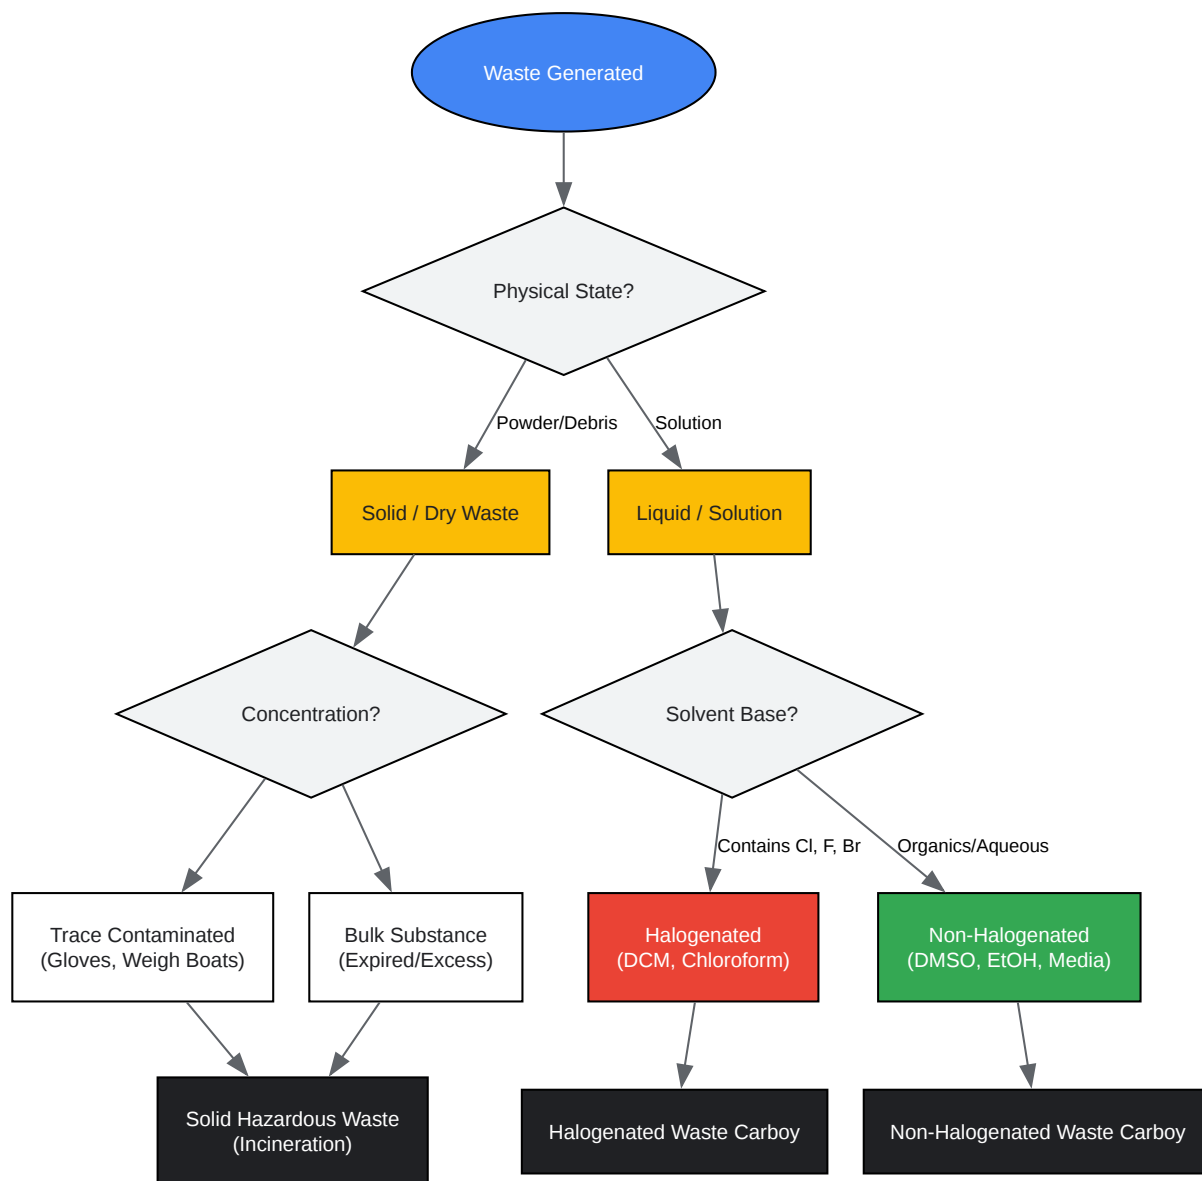 Waste Generated
Physical State?
Powder/Debris
Solution
Solid / Dry Waste
Liquid / Solution
Concentration?
Solvent Base?
Contains Cl, F, Br
Organics/Aqueous
Trace Contaminated
(Gloves, Weigh Boats)
Bulk Substance
(Expired/Excess)
Halogenated
(DCM, Chloroform)
Non-Halogenated
(DMSO, EtOH, Media)
Solid Hazardous Waste
(Incineration)
Halogenated Waste Carboy
Non-Halogenated Waste Carboy